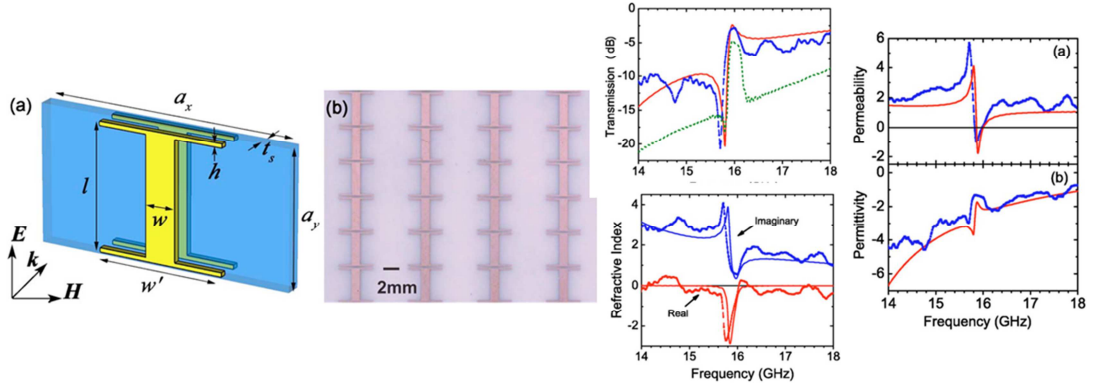 (a)
a_x
t_s
h
l
w
a_y
w'
E
k
H
(b)
2mm
Transmission (dB)
0
-5
-10
-15
-20
14 15 16 17 18
Refractive Index
4
2
0
-2
Imaginary
Real
14 15 16 17 18
Frequency (GHz)
Permeability
6
4
2
0
-2
(a)
Permittivity
0
-2
-4
-6
(b)
14 15 16 17 18
Frequency (GHz)